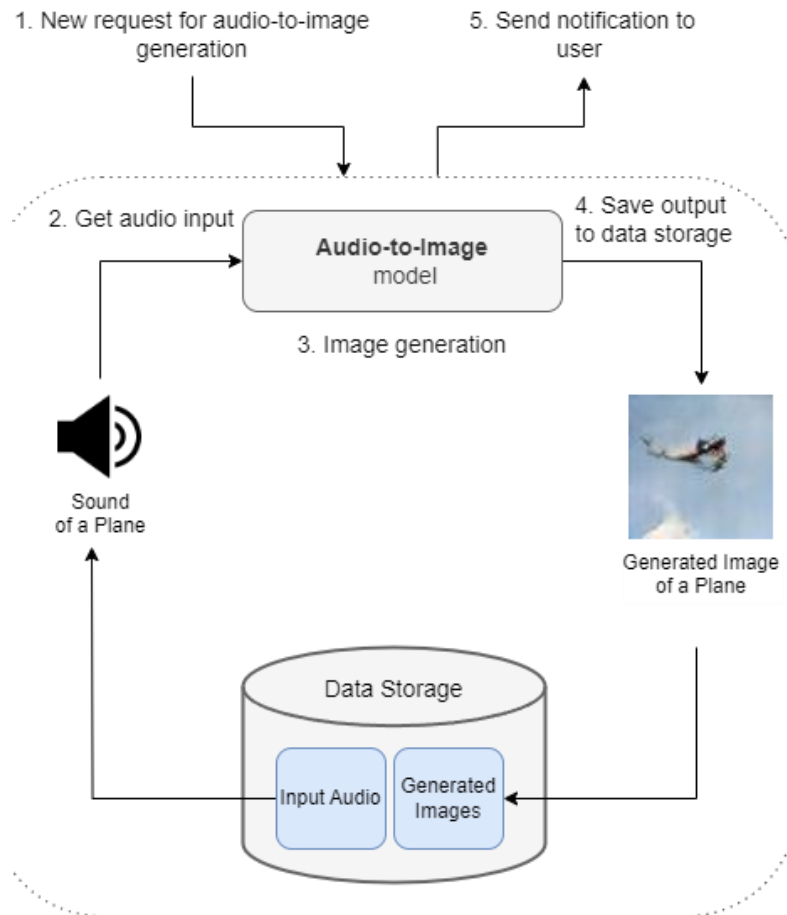 1. New request for audio-to-image
generation
5. Send notification to
user
2. Get audio input
Audio-to-Image
model
4. Save output
to data storage
3. Image generation
Sound
of a Plane
Generated Image
of a Plane
Data Storage
Input Audio
Generated
Images